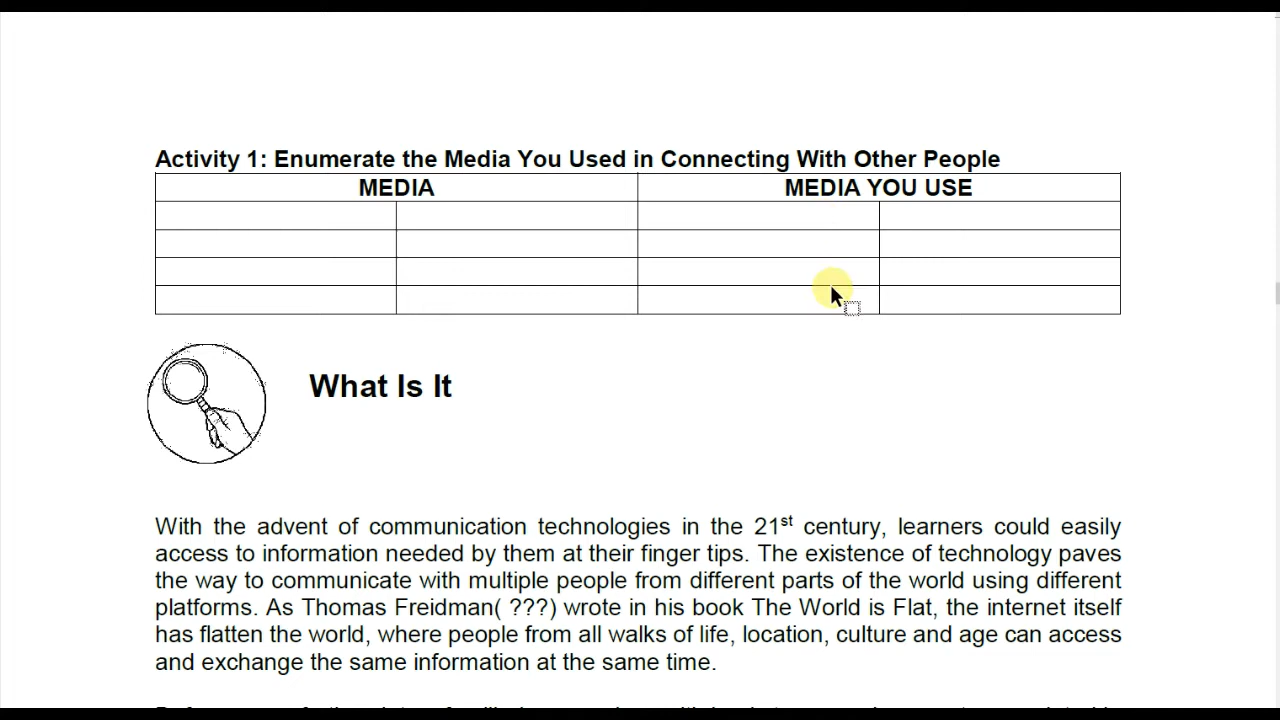 Activity 1: Enumerate the Media You Used in Connecting With Other People
MEDIA MEDIA YOU USE
What Is It
With the advent of communication technologies in the 21st century, learners could easily
access to information needed by them at their finger tips. The existence of technology paves
the way to communicate with multiple people from different parts of the world using different
platforms. As Thomas Freidman( ???) wrote in his book The World is Flat, the internet itself
has flatten the world, where people from all walks of life, location, culture and age can access
and exchange the same information at the same time.